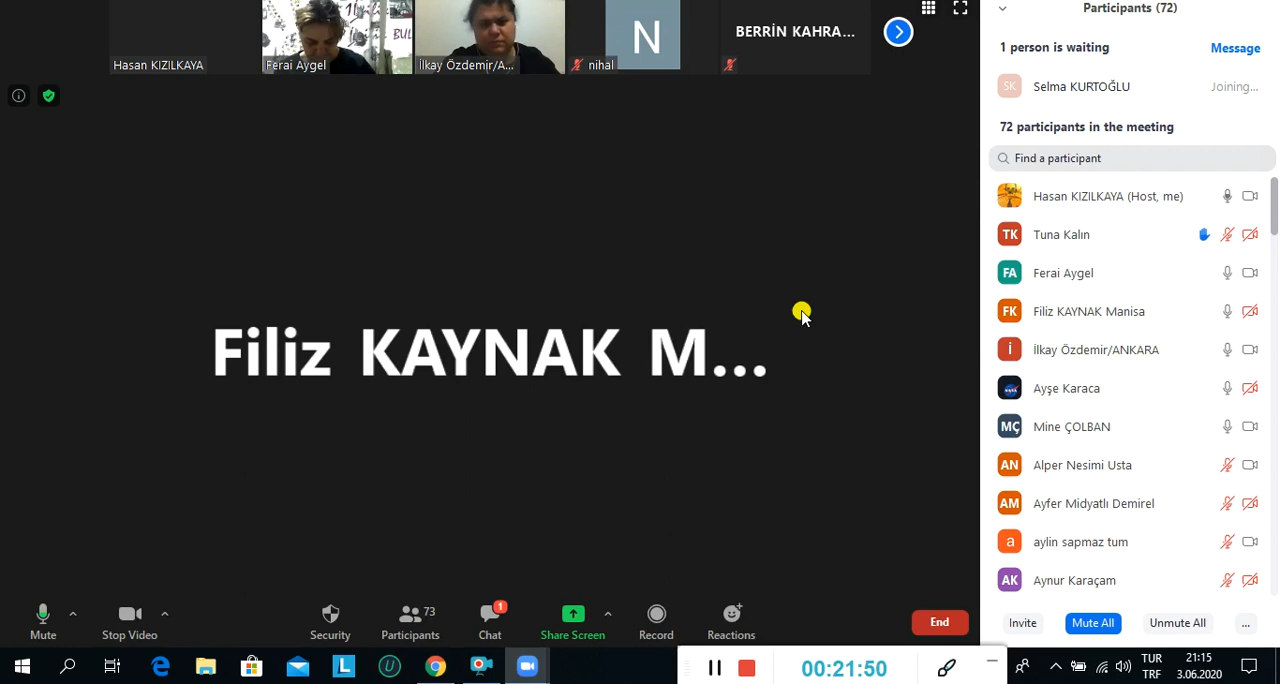 Hasan KIZILKAYA
Ferai Aygel
BUL
İlkay Özdemir/A...
N
nihal
BERRİN KAHRA...
Filiz KAYNAK M...
Participants (72)
1 person is waiting
Message
SK
Selma KURTOĞLU
Joining...
72 participants in the meeting
Find a participant
Hasan KIZILKAYA (Host, me)
TK
Tuna Kalın
FA
Ferai Aygel
FK
Filiz KAYNAK Manisa
İ
İlkay Özdemir/ANKARA
Ayşe Karaca
MÇ
Mine ÇOLBAN
AN
Alper Nesimi Usta
AM
Ayfer Midyatlı Demirel
a
aylin sapmaz tum
AK
Aynur Karaçam
Invite
Mute All
Unmute All
...
Mute
Stop Video
Security
73
Participants
1
Chat
Share Screen
Record
Reactions
End
00:21:50
TUR
TRF
21:15
3.06.2020